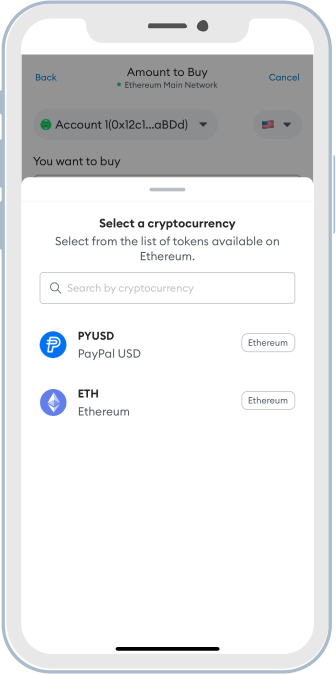 Back
Amount to Buy
Cancel
Ethereum Main Network
Account 1(0x12c1...aBDd)
You want to buy
Select a cryptocurrency
Select from the list of tokens available on
Ethereum.
Search by cryptocurrency
PYUSD
PayPal USD
Ethereum
ETH
Ethereum
Ethereum